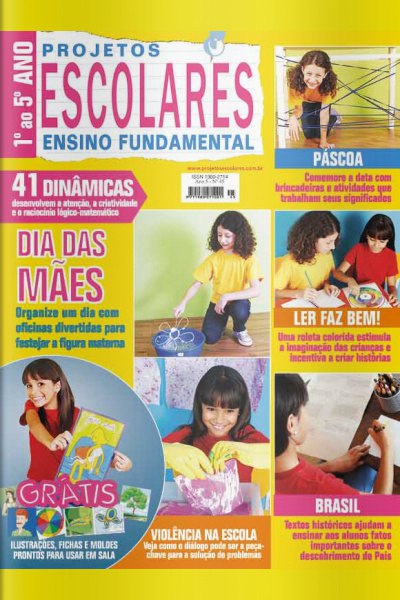 1º ao 5º ANO
PROJETOS
ESCOLARES
ENSINO FUNDAMENTAL
www.projetosescolares.com.br
41 DINÂMICAS
desenvolvem a atenção, a criatividade
e o raciocínio lógico-matemático
PÁSCOA
Comemore a data com
brincadeiras e atividades que
trabalham seus significados
DIA DAS
MÃES
Organize um dia com
oficinas divertidas para
festejar a figura materna
LER FAZ BEM!
Uma roleta colorida estimula
a imaginação das crianças e
incentiva a criar histórias
GRÁTIS
ILUSTRAÇÕES, FICHAS E MOLDES
PRONTOS PARA USAR EM SALA
VIOLÊNCIA NA ESCOLA
Veja como o diálogo pode ser a peça-
chave para a solução de problemas
BRASIL
Textos históricos ajudam a
ensinar aos alunos fatos
importantes sobre o
descobrimento do País